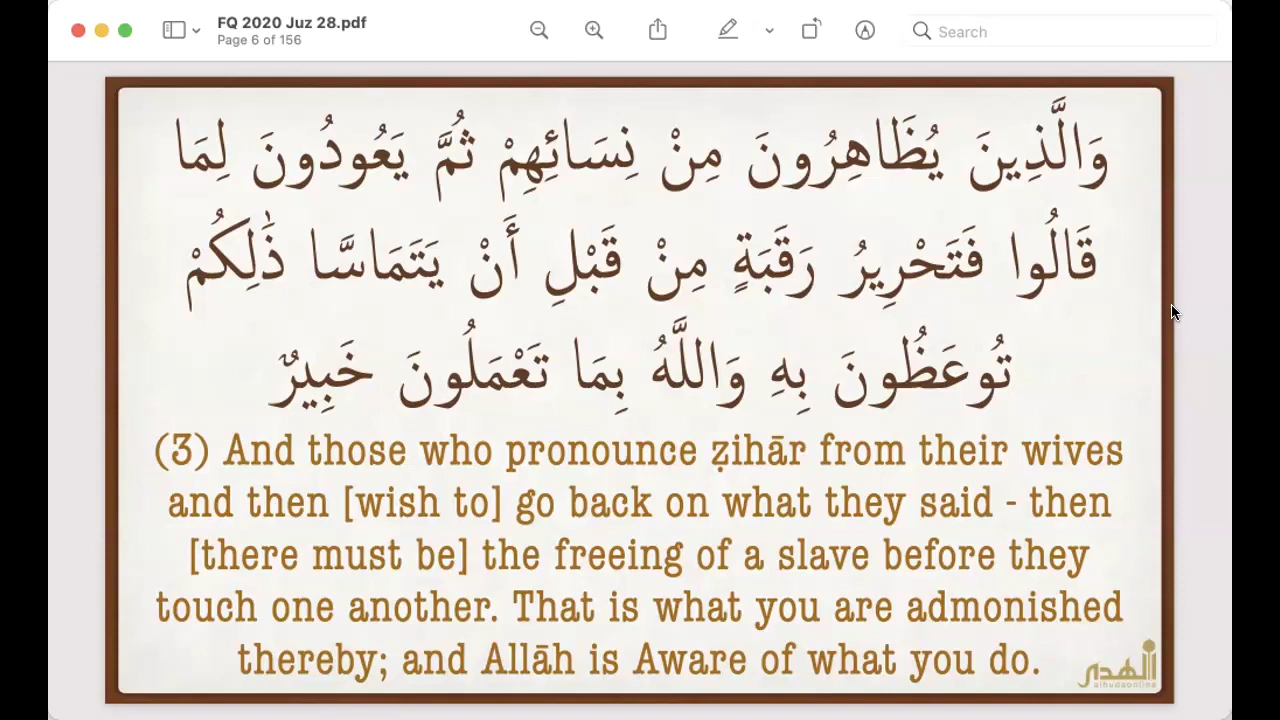 FQ 2020 Juz 28.pdf
Page 6 of 156
Search
وَالَّذِينَ يُظَاهِرُونَ مِنْ نِسَائِهِمْ ثُمَّ يَعُودُونَ لِمَا
قَالُوا فَتَحْرِيرُ رَقَبَةٍ مِنْ قَبْلِ أَنْ يَتَمَاسَّا ذَٰلِكُمْ
تُوعَظُونَ بِهِ وَاللَّهُ بِمَا تَعْمَلُونَ خَبِيرٌ
(3) And those who pronounce ẓihār from their wives
and then [wish to] go back on what they said - then
[there must be] the freeing of a slave before they
touch one another. That is what you are admonished
thereby; and Allāh is Aware of what you do.
الهدى
alhudaonline